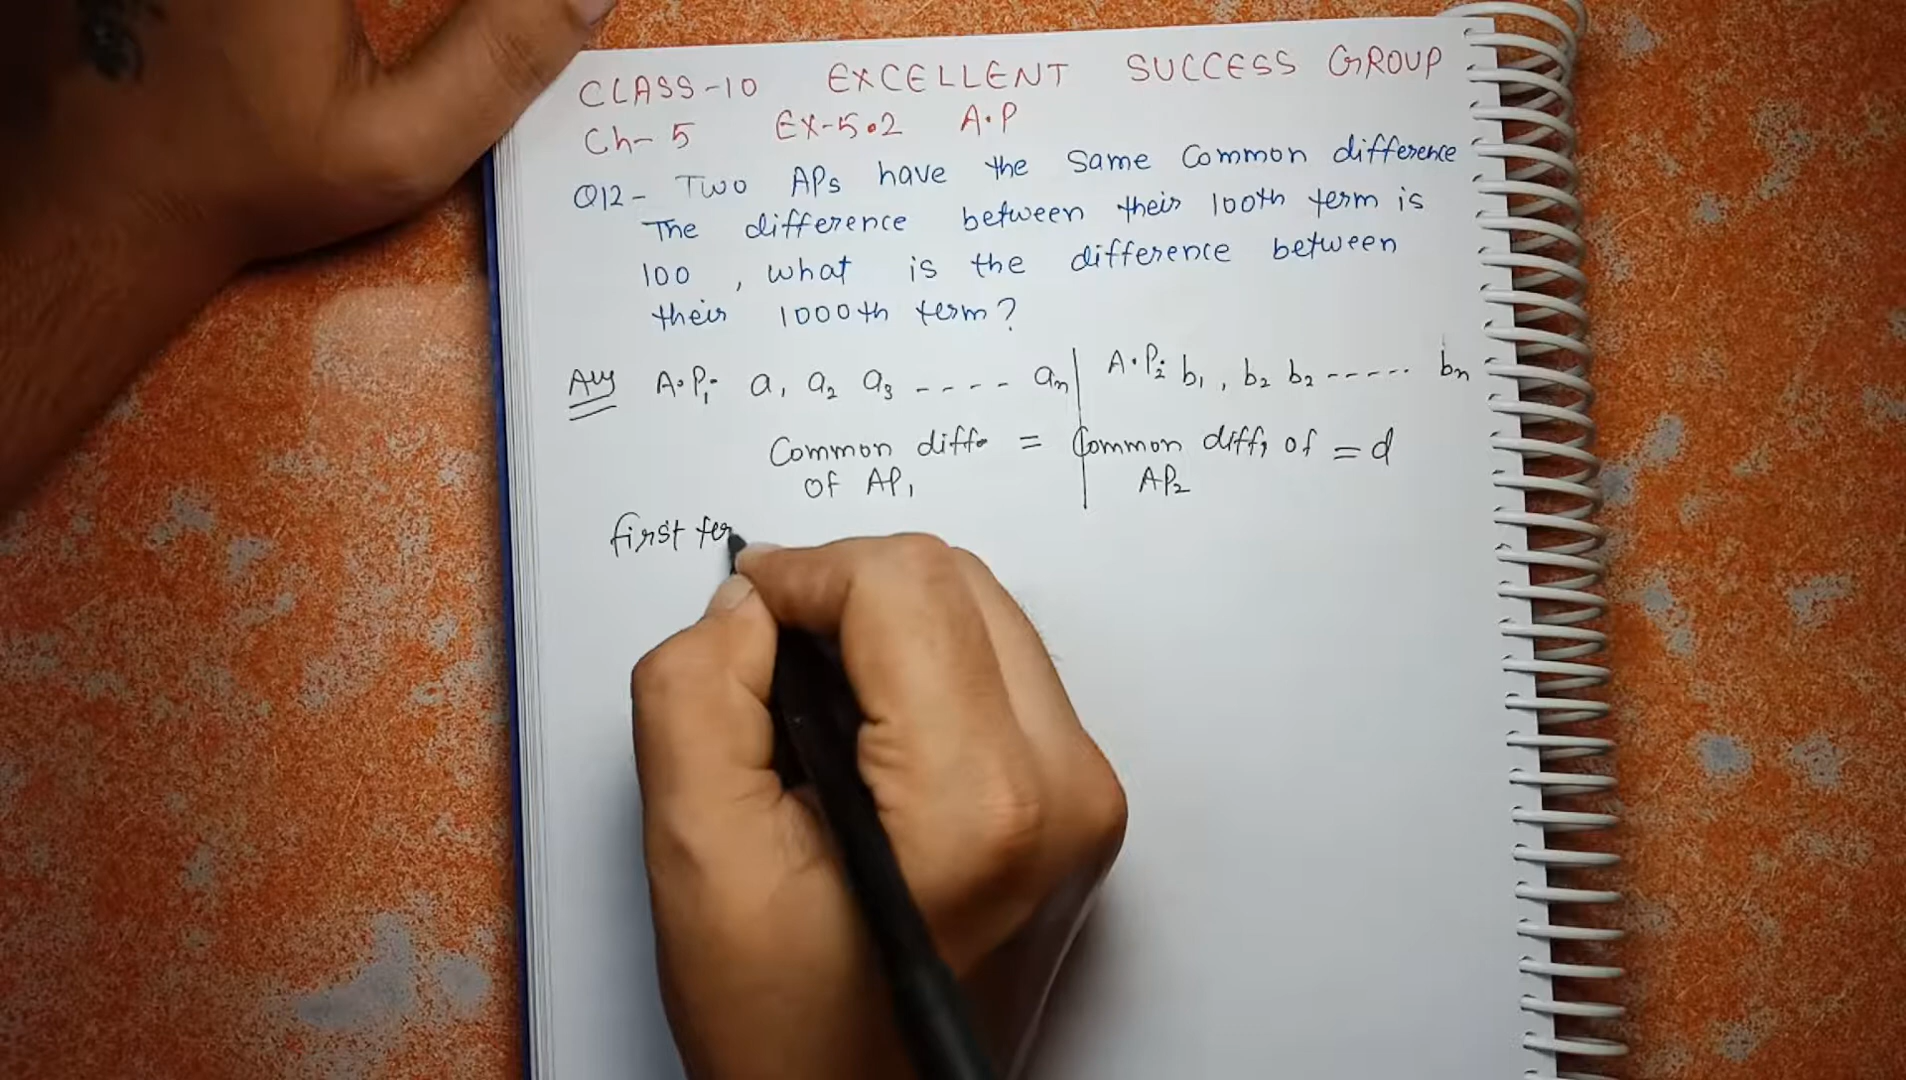 CLASS-10 EXCELLENT SUCCESS GROUP
Ch-5 EX-5.2 A.P
Q12- Two APs have the same common difference
The difference between their 100th term is
100 , what is the difference between
their 1000th term?
Ans A.P1:- a1 a2 a3 ---- an | A.P2:- b1, b2 b2 ----- bn
Common diff. = Common diff, of = d
of AP1 AP2
first ter